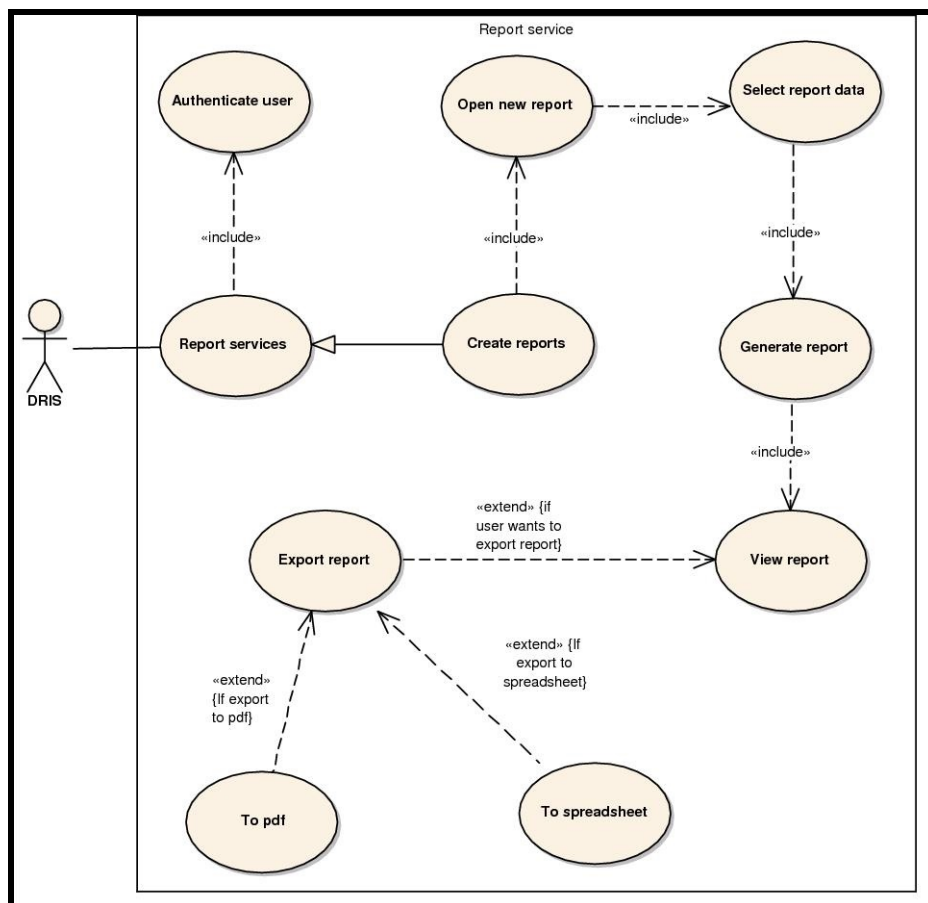 Report service
Authenticate user
Open new report
Select report data
«include»
«include»
«include»
«include»
Report services
Create reports
Generate report
DRIS
«include»
«extend» {if
user wants to
export report}
Export report
View report
«extend» {If
export to
spreadsheet}
«extend»
{If export
to pdf}
To pdf
To spreadsheet